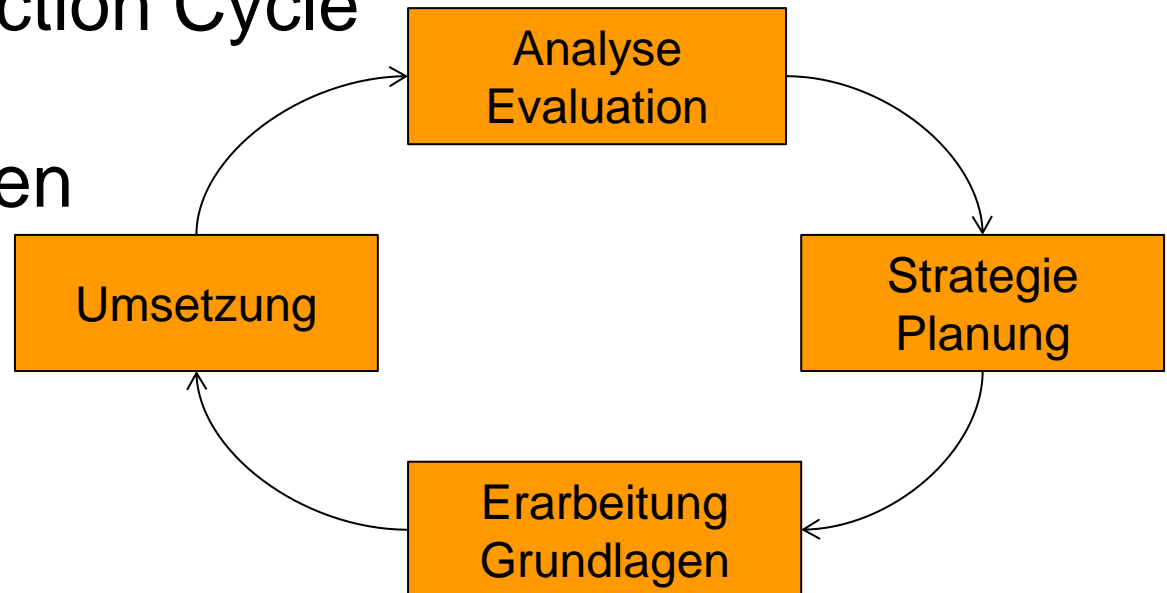 ction Cycle
Analyse
Evaluation
en
Umsetzung
Strategie
Planung
Erarbeitung
Grundlagen